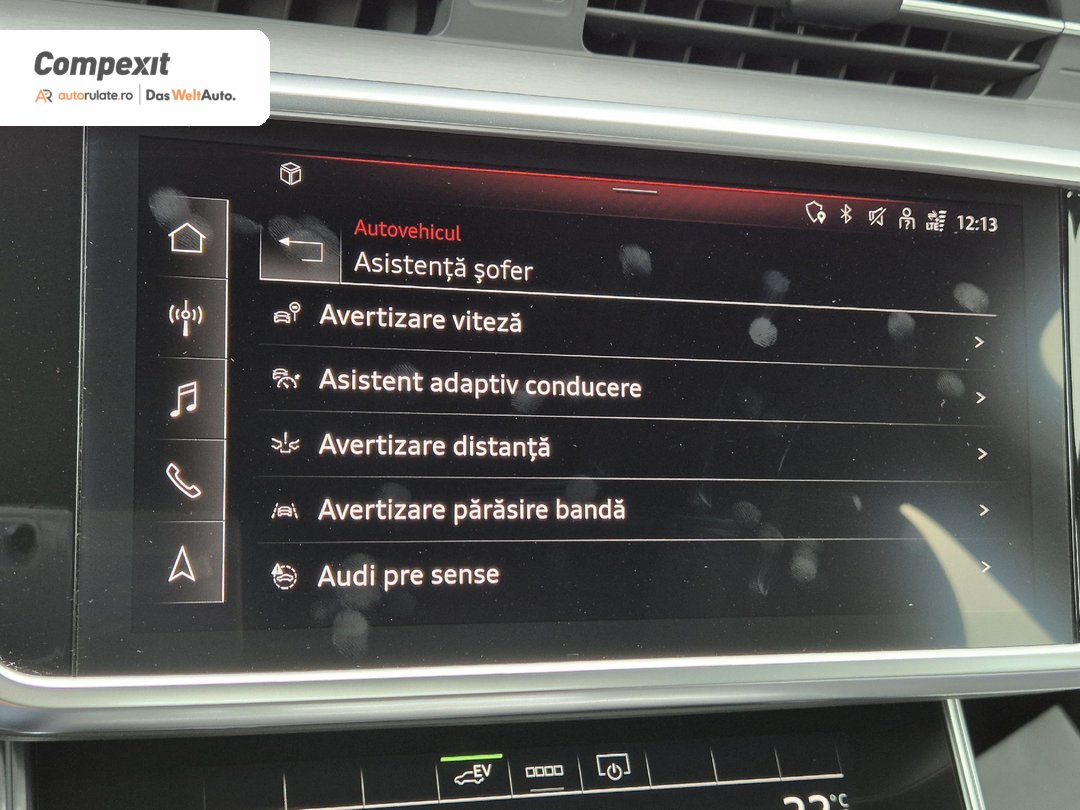 Compexit
autorulate.ro | Das WeltAuto.
LTE 12:13
Autovehicul
Asistență şofer
Avertizare viteză
Asistent adaptiv conducere
Avertizare distanță
Avertizare părăsire bandă
Audi pre sense
EV
°C